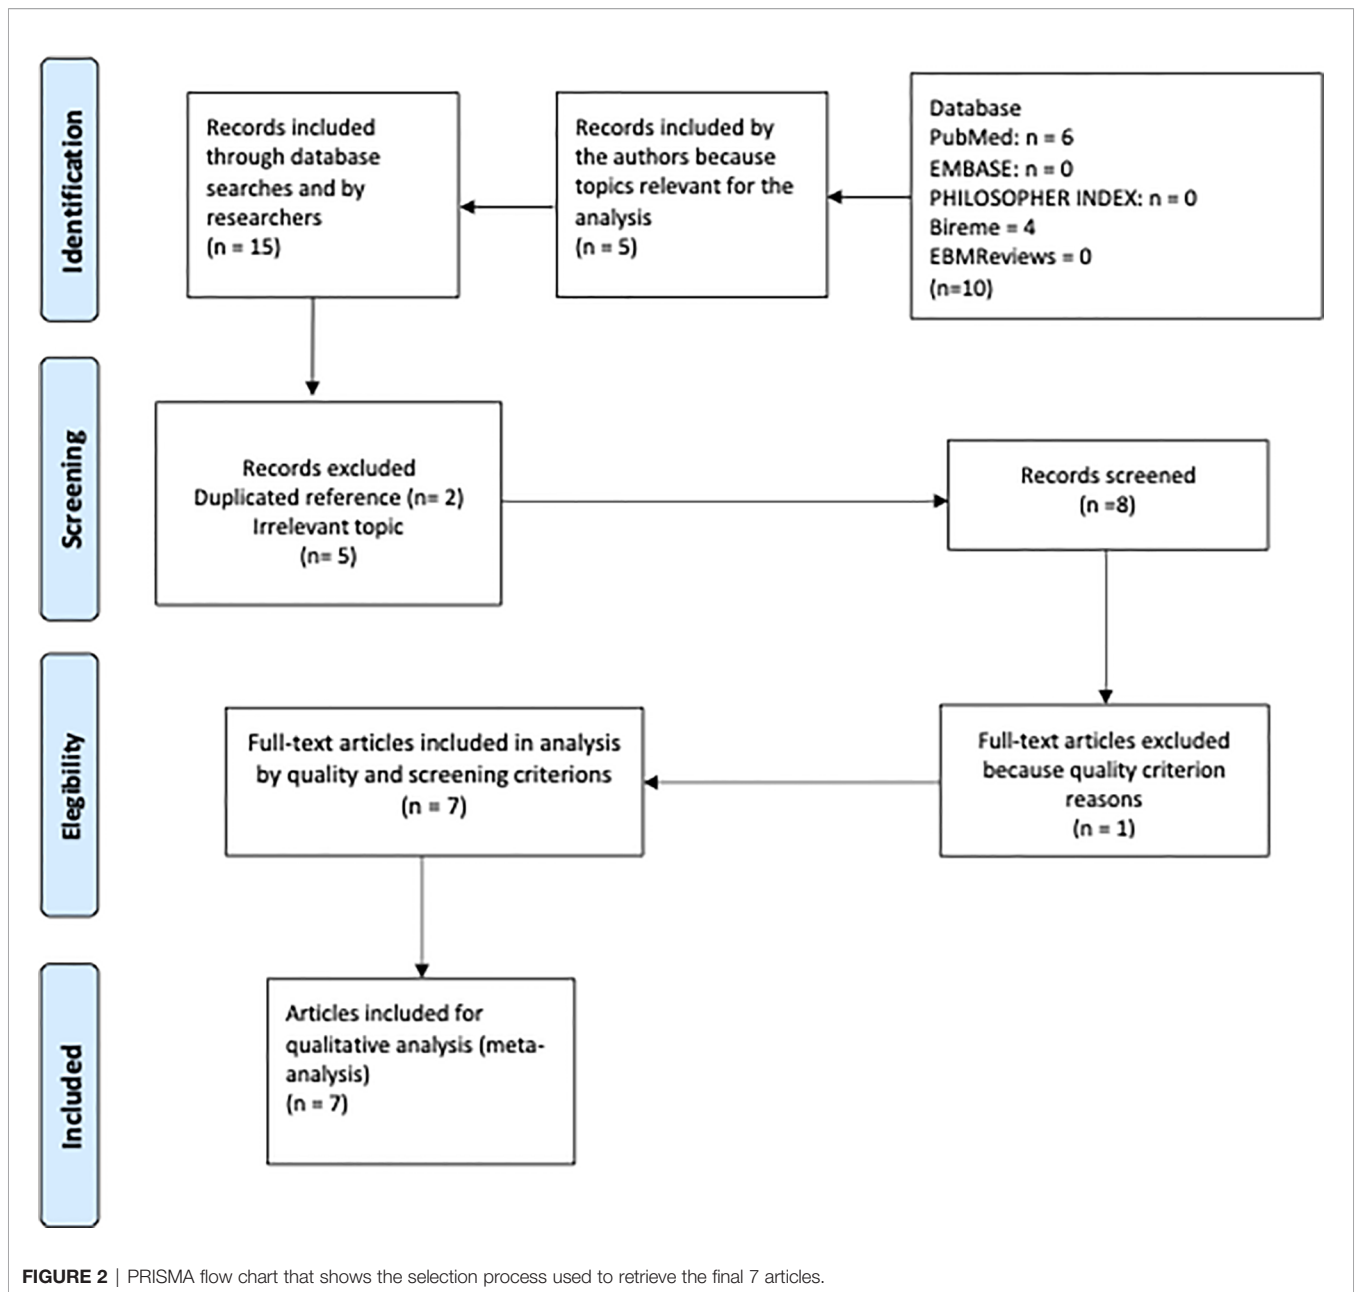 Identification
Records included
through database
searches and by
researchers
(n = 15)
Records included by
the authors because
topics relevant for the
analysis
(n = 5)
Database
PubMed: n = 6
EMBASE: n = 0
PHILOSOPHER INDEX: n = 0
Bireme = 4
EBMReviews = 0
(n=10)
Screening
Records excluded
Duplicated reference (n= 2)
Irrelevant topic
(n= 5)
Records screened
(n =8)
Elegibility
Full-text articles included in analysis
by quality and screening criterions
(n = 7)
Full-text articles excluded
because quality criterion
reasons
(n = 1)
Included
Articles included for
qualitative analysis (meta-
analysis)
(n = 7)
FIGURE 2 | PRISMA flow chart that shows the selection process used to retrieve the final 7 articles.